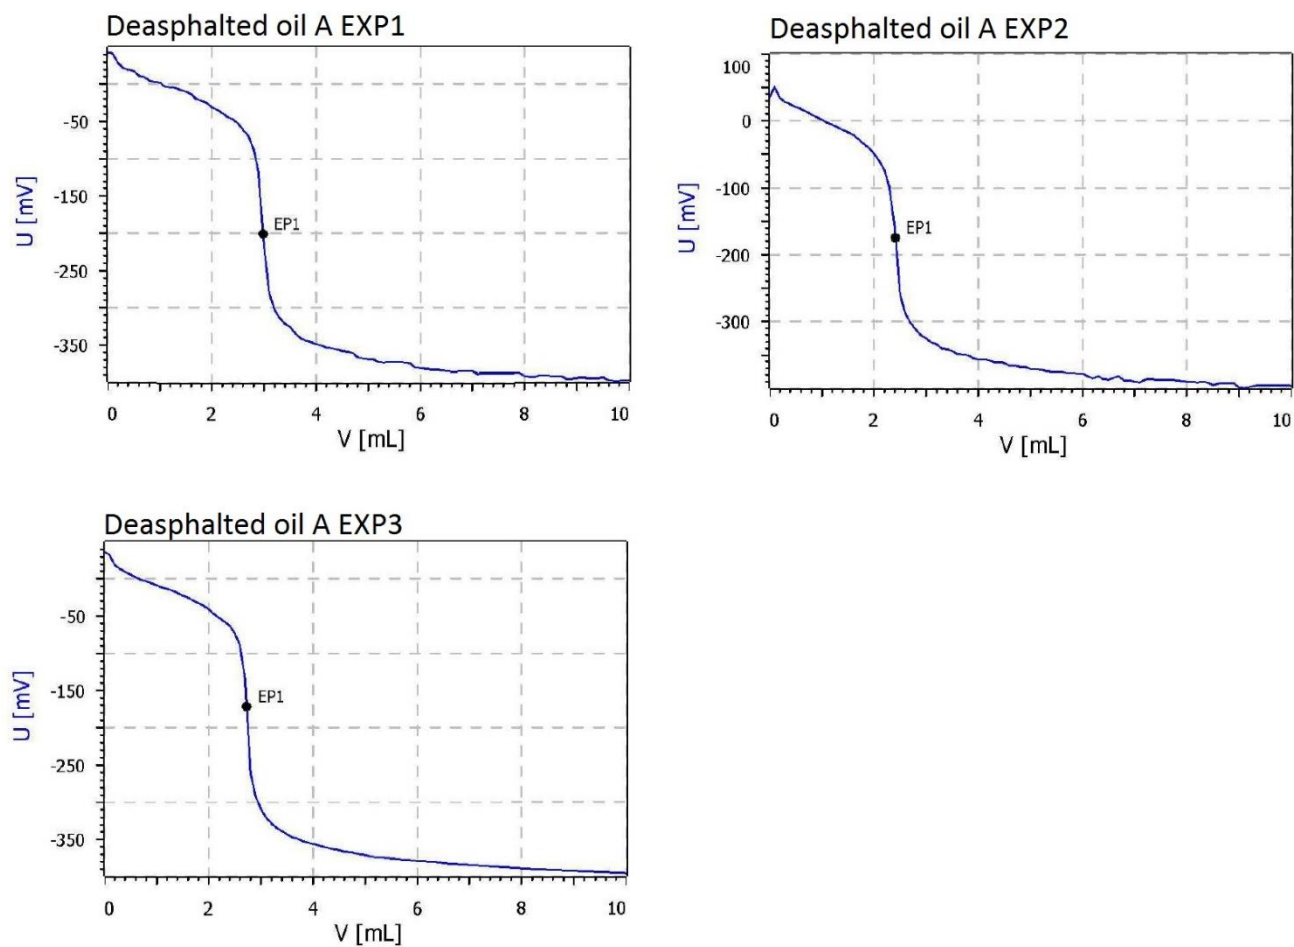 Deasphalted oil A EXP1
U [mV]
-50
-150
-250
-350
EP1
0 2 4 6 8 10
V [mL]
Deasphalted oil A EXP2
U [mV]
100
0
-100
-200
-300
EP1
0 2 4 6 8 10
V [mL]
Deasphalted oil A EXP3
U [mV]
-50
-150
-250
-350
EP1
0 2 4 6 8 10
V [mL]